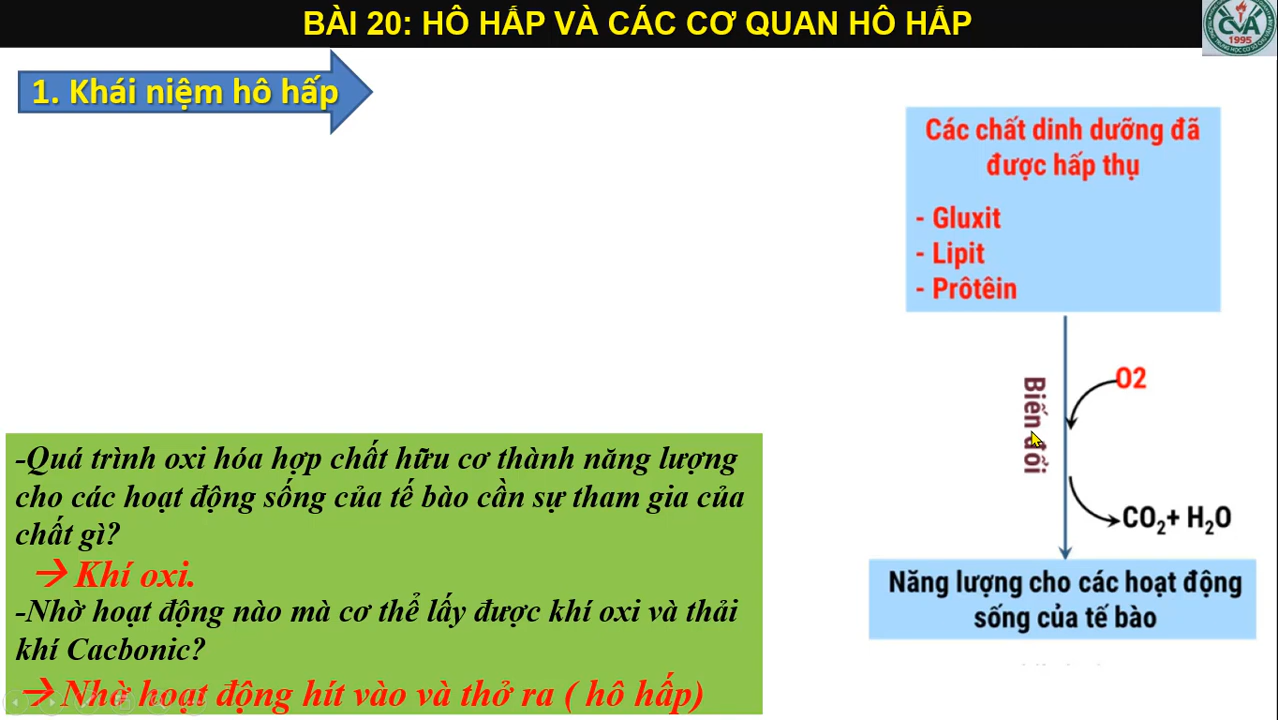 BÀI 20: HÔ HẤP VÀ CÁC CƠ QUAN HÔ HẤP
CVA
1995
1. Khái niệm hô hấp
Các chất dinh dưỡng đã
được hấp thụ
- Gluxit
- Lipit
- Prôtêin
Biến đổi
O2
CO₂+ H₂O
Năng lượng cho các hoạt động
sống của tế bào
-Quá trình oxi hóa hợp chất hữu cơ thành năng lượng
cho các hoạt động sống của tế bào cần sự tham gia của
chất gì?
→ Khí oxi.
-Nhờ hoạt động nào mà cơ thể lấy được khí oxi và thải
khí Cacbonic?
→ Nhờ hoạt động hít vào và thở ra ( hô hấp)